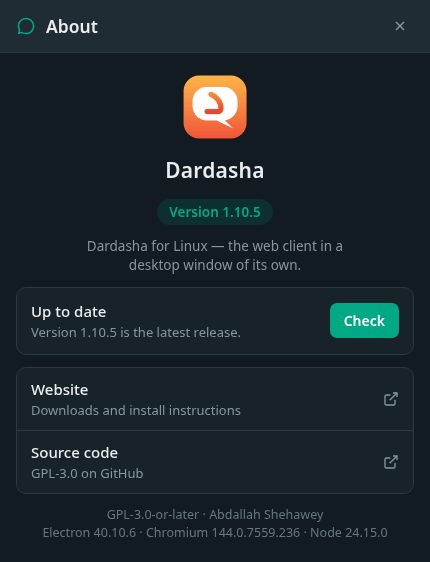 About
Dardasha
Version 1.10.5
Dardasha for Linux — the web client in a
desktop window of its own.
Up to date
Version 1.10.5 is the latest release.
Check
Website
Downloads and install instructions
Source code
GPL-3.0 on GitHub
GPL-3.0-or-later · Abdallah Shehawey
Electron 40.10.6 · Chromium 144.0.7559.236 · Node 24.15.0